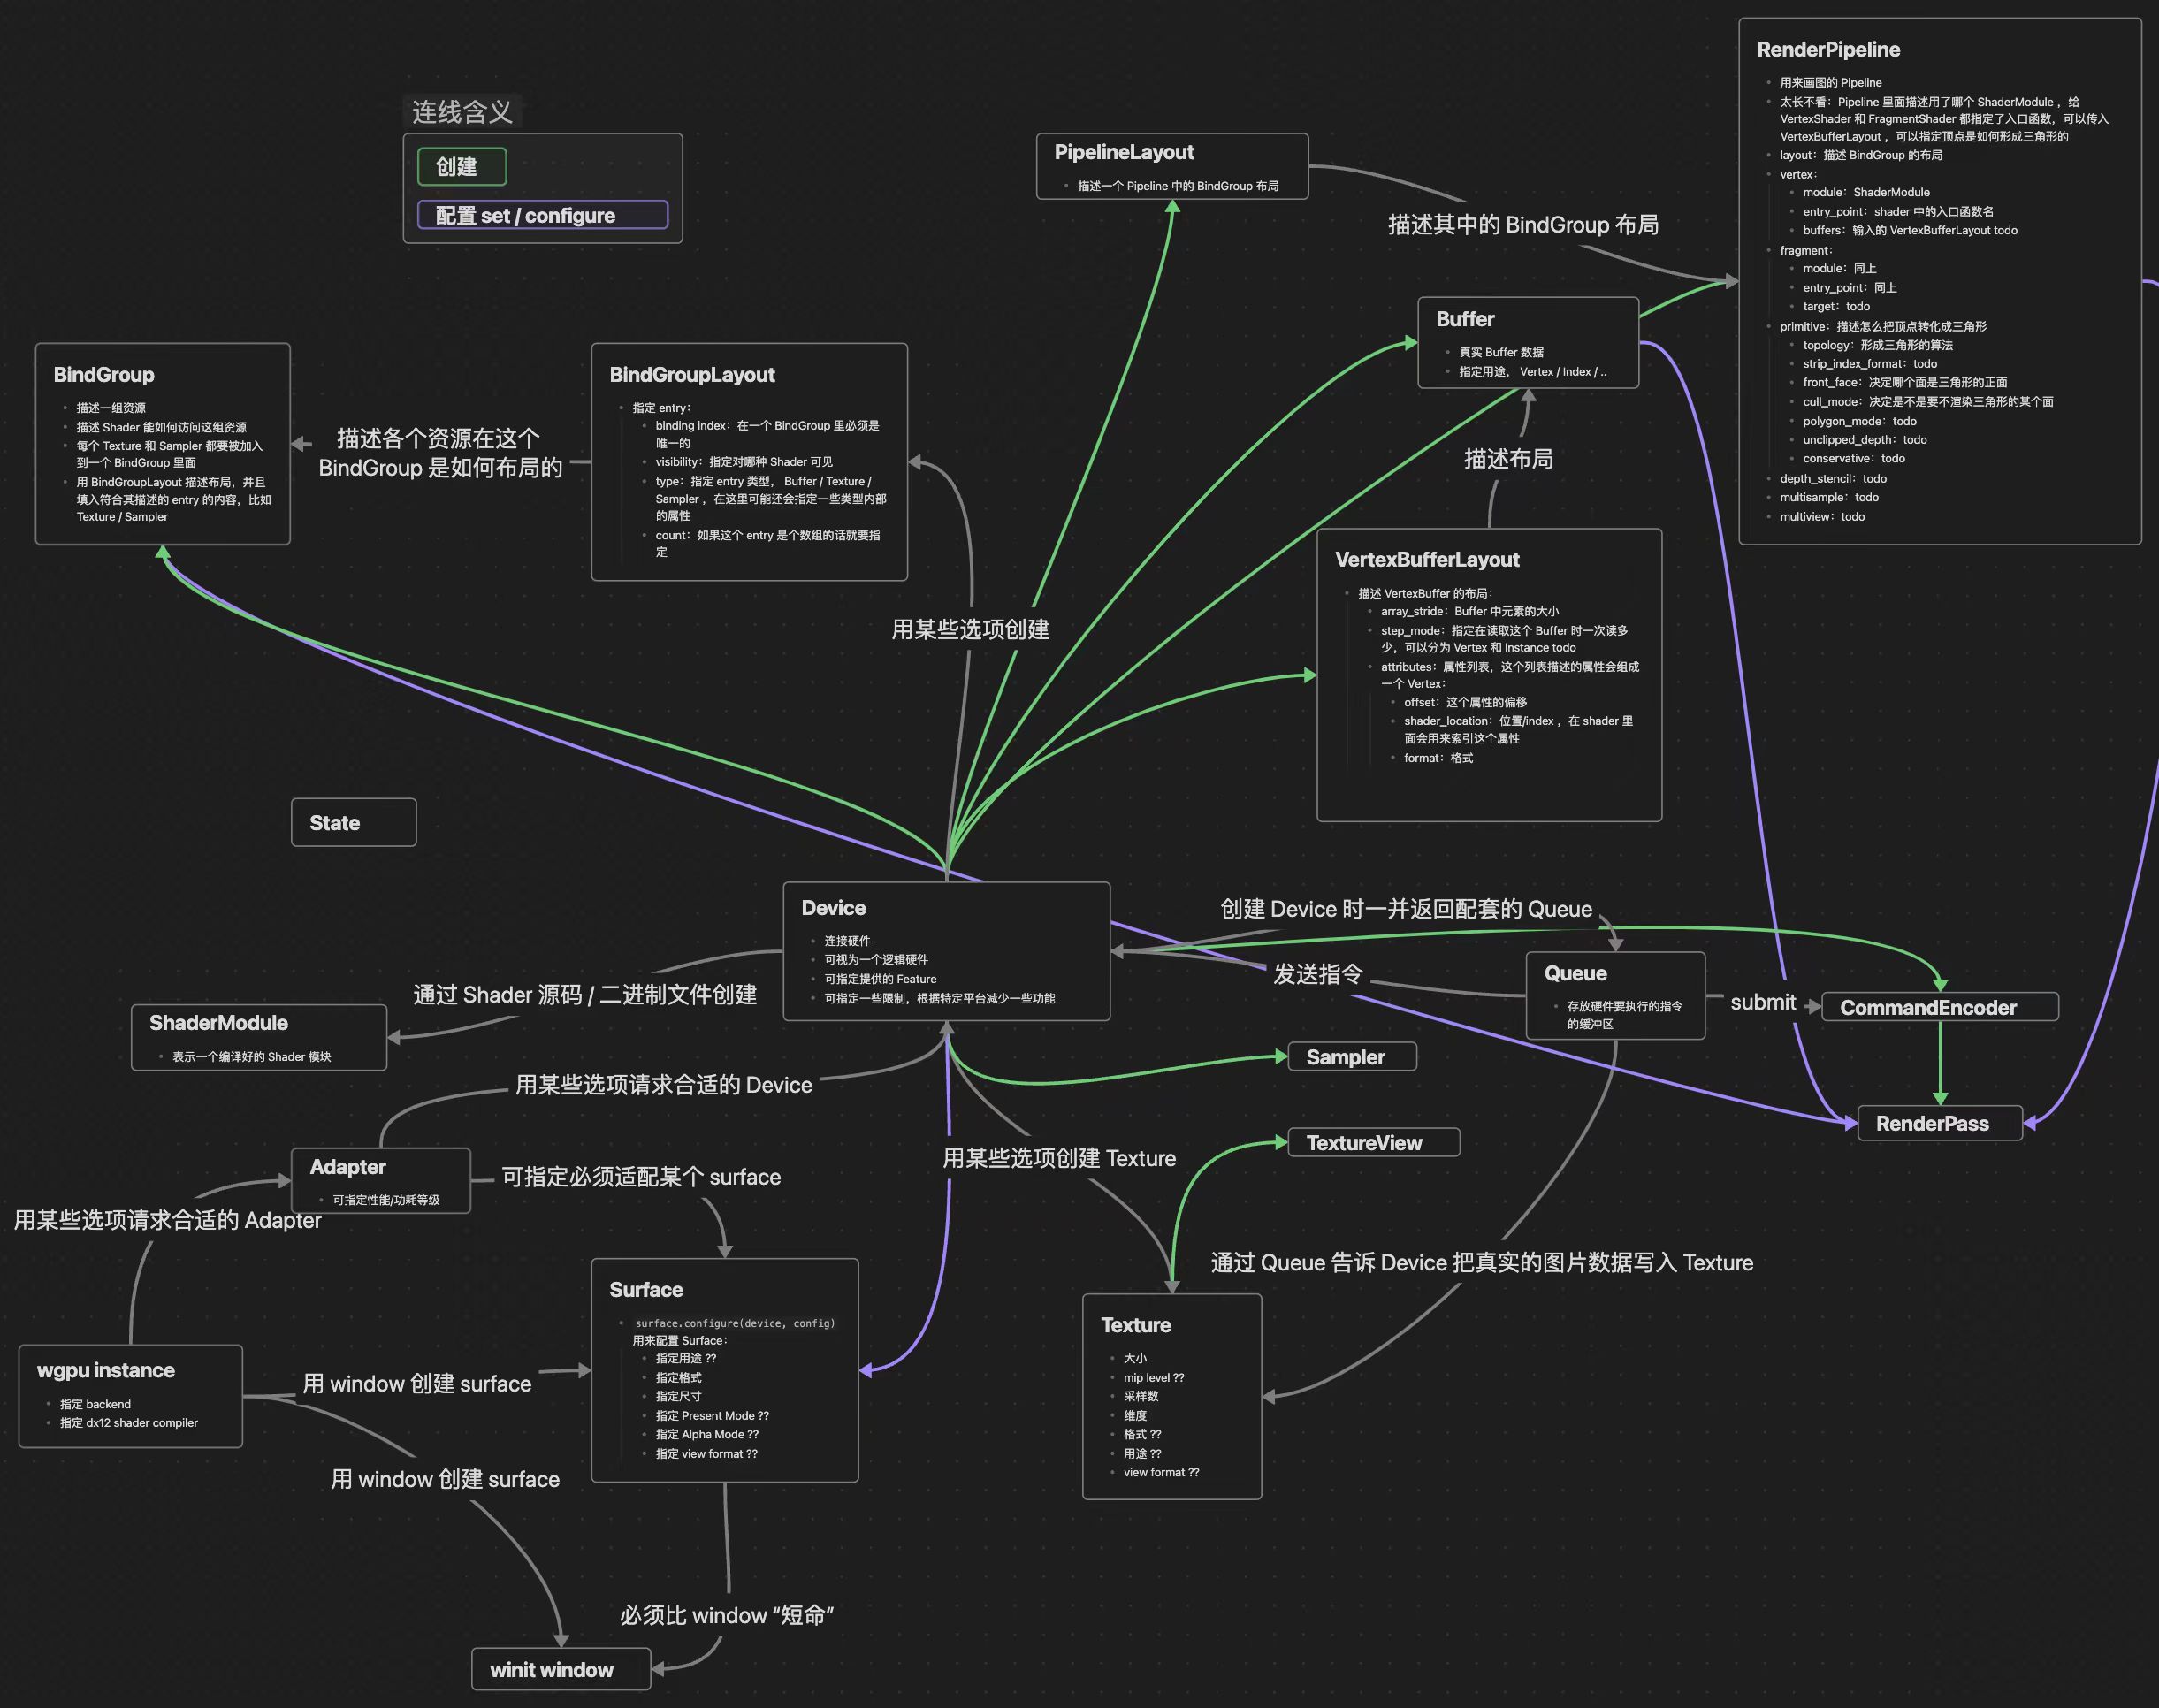 连线含义
创建
配置 set / configure
RenderPipeline
用来画图的 Pipeline
太长不看：Pipeline 里面描述用了哪个 ShaderModule ，给
VertexShader 和 FragmentShader 都指定了入口函数，可以传入
VertexBufferLayout ，可以指定顶点是如何形成三角形的
layout：描述 BindGroup 的布局
vertex：
module：ShaderModule
entry_point：shader 中的入口函数名
buffers：输入的 VertexBufferLayout todo
fragment：
module：同上
entry_point：同上
target：todo
primitive：描述怎么把顶点转化成三角形
topology：形成三角形的算法
strip_index_format：todo
front_face：决定哪个面是三角形的正面
cull_mode：决定是不是要不渲染三角形的某个面
polygon_mode：todo
unclipped_depth：todo
conservative：todo
depth_stencil：todo
multisample：todo
multiview：todo
PipelineLayout
描述一个 Pipeline 中的 BindGroup 布局
描述其中的 BindGroup 布局
Buffer
真实 Buffer 数据
指定用途， Vertex / Index / ..
描述布局
BindGroup
描述一组资源
描述 Shader 能如何访问这组资源
每个 Texture 和 Sampler 都要被加入
到一个 BindGroup 里面
用 BindGroupLayout 描述布局，并且
填入符合其描述的 entry 的内容，比如
Texture / Sampler
描述各个资源在这个
BindGroup 是如何布局的
BindGroupLayout
指定 entry：
binding index：在一个 BindGroup 里必须是
唯一的
visibility：指定对哪种 Shader 可见
type：指定 entry 类型， Buffer / Texture /
Sampler ，在这里可能还会指定一些类型内部
的属性
count：如果这个 entry 是个数组的话就要指
定
用某些选项创建
VertexBufferLayout
描述 VertexBuffer 的布局：
array_stride：Buffer 中元素的大小
step_mode：指定在读取这个 Buffer 时一次读多
少，可以分为 Vertex 和 Instance todo
attributes：属性列表，这个列表描述的属性会组成
一个 Vertex：
offset：这个属性的偏移
shader_location：位置/index ，在 shader 里
面会用来索引这个属性
format：格式
State
Device
连接硬件
可视为一个逻辑硬件
可指定提供的 Feature
可指定一些限制，根据特定平台减少一些功能
创建 Device 时一并返回配套的 Queue
发送指令
Queue
存放硬件要执行的指令
的缓冲区
submit
CommandEncoder
RenderPass
通过 Shader 源码 / 二进制文件创建
ShaderModule
表示一个编译好的 Shader 模块
用某些选项请求合适的 Device
Sampler
TextureView
用某些选项创建 Texture
Adapter
可指定性能/功耗等级
可指定必须适配某个 surface
用某些选项请求合适的 Adapter
通过 Queue 告诉 Device 把真实的图片数据写入 Texture
Surface
surface.configure(device, config)
用来配置 Surface：
指定用途 ??
指定格式
指定尺寸
指定 Present Mode ??
指定 Alpha Mode ??
指定 view format ??
Texture
大小
mip level ??
采样数
维度
格式 ??
用途 ??
view format ??
wgpu instance
指定 backend
指定 dx12 shader compiler
用 window 创建 surface
用 window 创建 surface
必须比 window “短命”
winit window